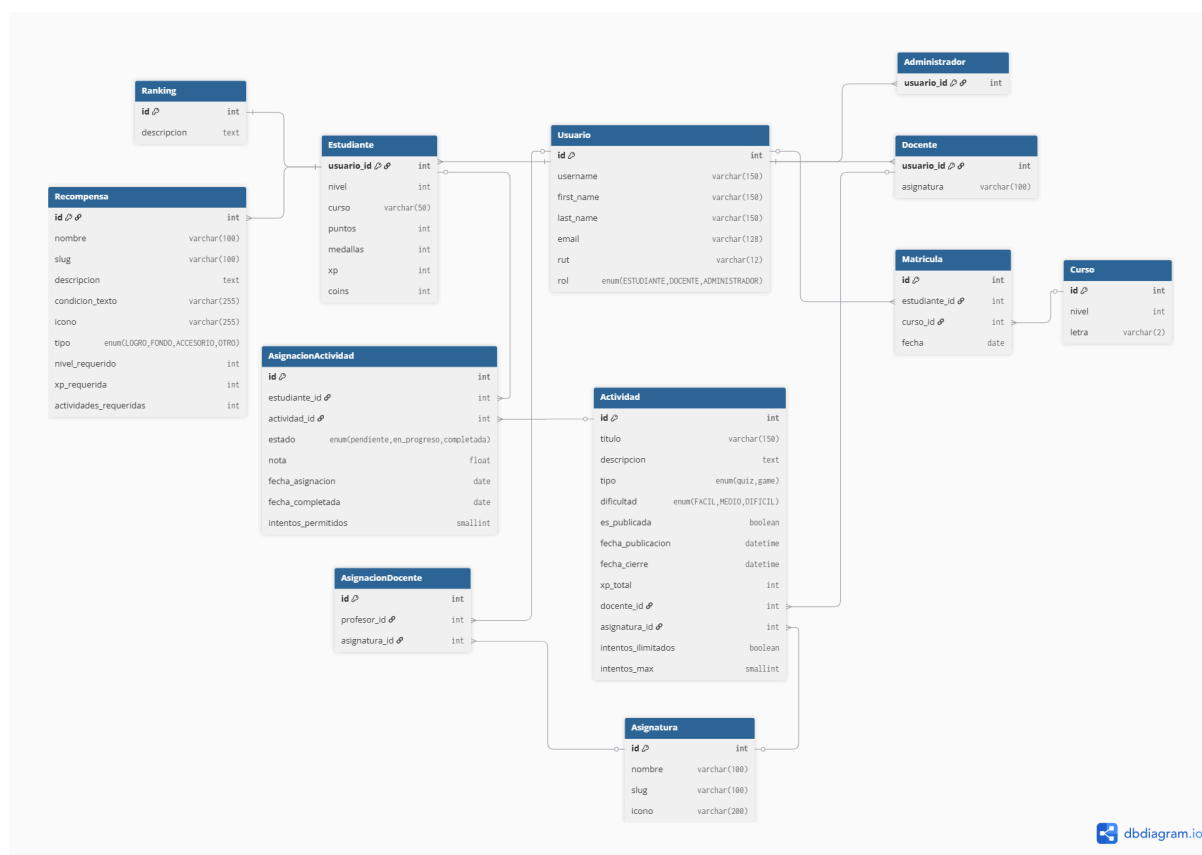 Ranking
id int
descripcion text
Recompensa
id int
nombre varchar(100)
slug varchar(100)
descripcion text
condicion_texto varchar(255)
icono varchar(255)
tipo enum(LOGRO,FONDO,ACCESORIO,OTRO)
nivel_requerido int
xp_requerida int
actividades_requeridas int
Estudiante
usuario_id int
nivel int
curso varchar(50)
puntos int
medallas int
xp int
coins int
Usuario
id int
username varchar(150)
first_name varchar(150)
last_name varchar(150)
email varchar(128)
rut varchar(12)
rol enum(ESTUDIANTE,DOCENTE,ADMINISTRADOR)
Administrador
usuario_id int
Docente
usuario_id int
asignatura varchar(100)
Matricula
id int
estudiante_id int
curso_id int
fecha date
Curso
id int
nivel int
letra varchar(2)
AsignacionActividad
id int
estudiante_id int
actividad_id int
estado enum(pendiente,en_progreso,completada)
nota float
fecha_asignacion date
fecha_completada date
intentos_permitidos smallint
Actividad
id int
titulo varchar(150)
descripcion text
tipo enum(quiz,game)
dificultad enum(FACIL,MEDIO,DIFICIL)
es_publicada boolean
fecha_publicacion datetime
fecha_cierre datetime
xp_total int
docente_id int
asignatura_id int
intentos_ilimitados boolean
intentos_max smallint
AsignacionDocente
id int
profesor_id int
asignatura_id int
Asignatura
id int
nombre varchar(100)
slug varchar(100)
icono varchar(200)
dbdiagram.io